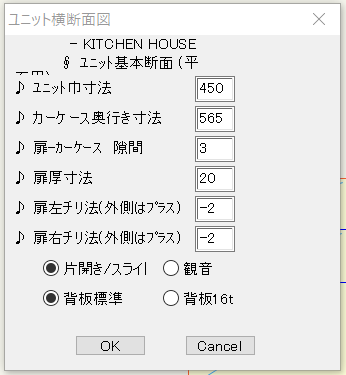 ユニット横断面図
- KITCHEN HOUSE
§ ユニット基本断面 (平
♪ ユニット巾寸法 450
♪ カーケース奥行き寸法 565
♪ 扉-カーケース 隙間 3
♪ 扉厚寸法 20
♪ 扉左チリ法(外側はプラス) -2
♪ 扉右チリ法(外側はプラス) -2
片開き/スライ 観音
背板標準 背板16t
OK Cancel